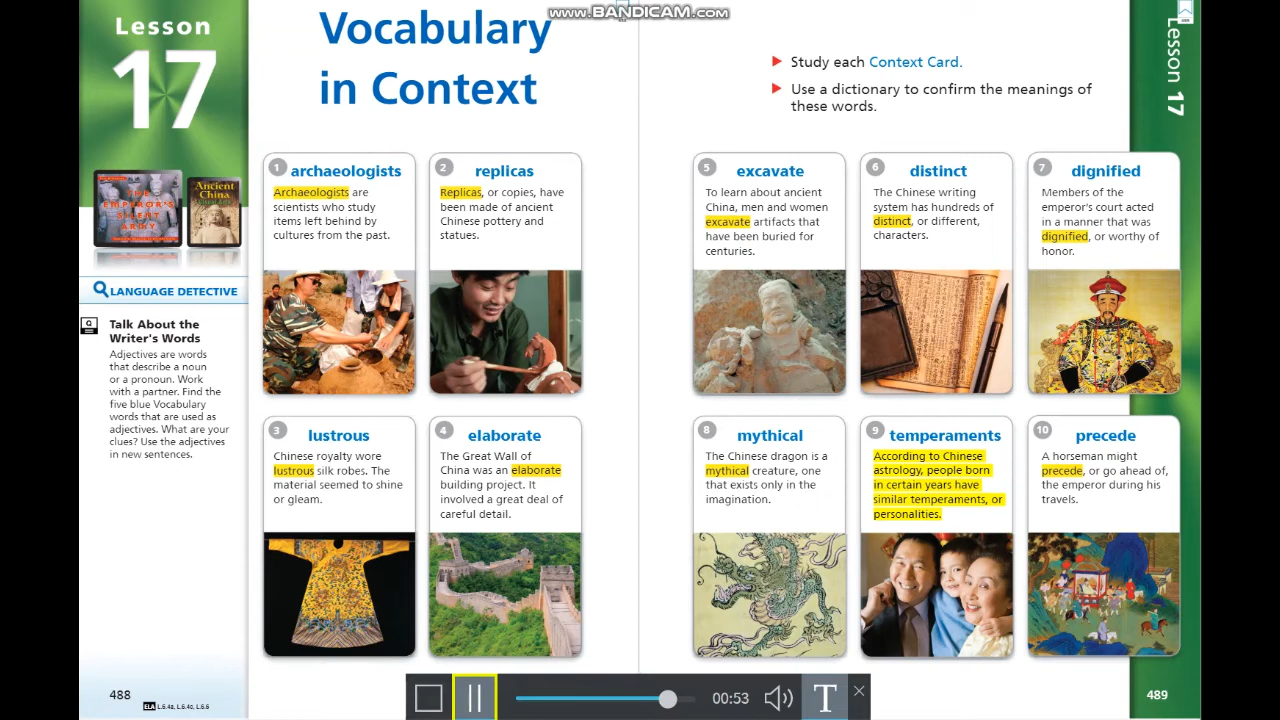 www.BANDICAM.com
Lesson
17
THE
EMPEROR'S
SILENT
ARMY
Ancient
China
LANGUAGE DETECTIVE
Talk About the
Writer's Words
Adjectives are words
that describe a noun
or a pronoun. Work
with a partner. Find the
five blue Vocabulary
words that are used as
adjectives. What are your
clues? Use the adjectives
in new sentences.
488
ELA L.6.4a, L.6.4c, L.6.6
Vocabulary
in Context
Study each Context Card.
Use a dictionary to confirm the meanings of
these words.
1 archaeologists
Archaeologists are
scientists who study
items left behind by
cultures from the past.
2 replicas
Replicas, or copies, have
been made of ancient
Chinese pottery and
statues.
3 lustrous
Chinese royalty wore
lustrous silk robes. The
material seemed to shine
or gleam.
4 elaborate
The Great Wall of
China was an elaborate
building project. It
involved a great deal of
careful detail.
5 excavate
To learn about ancient
China, men and women
excavate artifacts that
have been buried for
centuries.
6 distinct
The Chinese writing
system has hundreds of
distinct, or different,
characters.
7 dignified
Members of the
emperor's court acted
in a manner that was
dignified, or worthy of
honor.
8 mythical
The Chinese dragon is a
mythical creature, one
that exists only in the
imagination.
9 temperaments
According to Chinese
astrology, people born
in certain years have
similar temperaments, or
personalities.
10 precede
A horseman might
precede, or go ahead of,
the emperor during his
travels.
Lesson 17
489
00:53
T